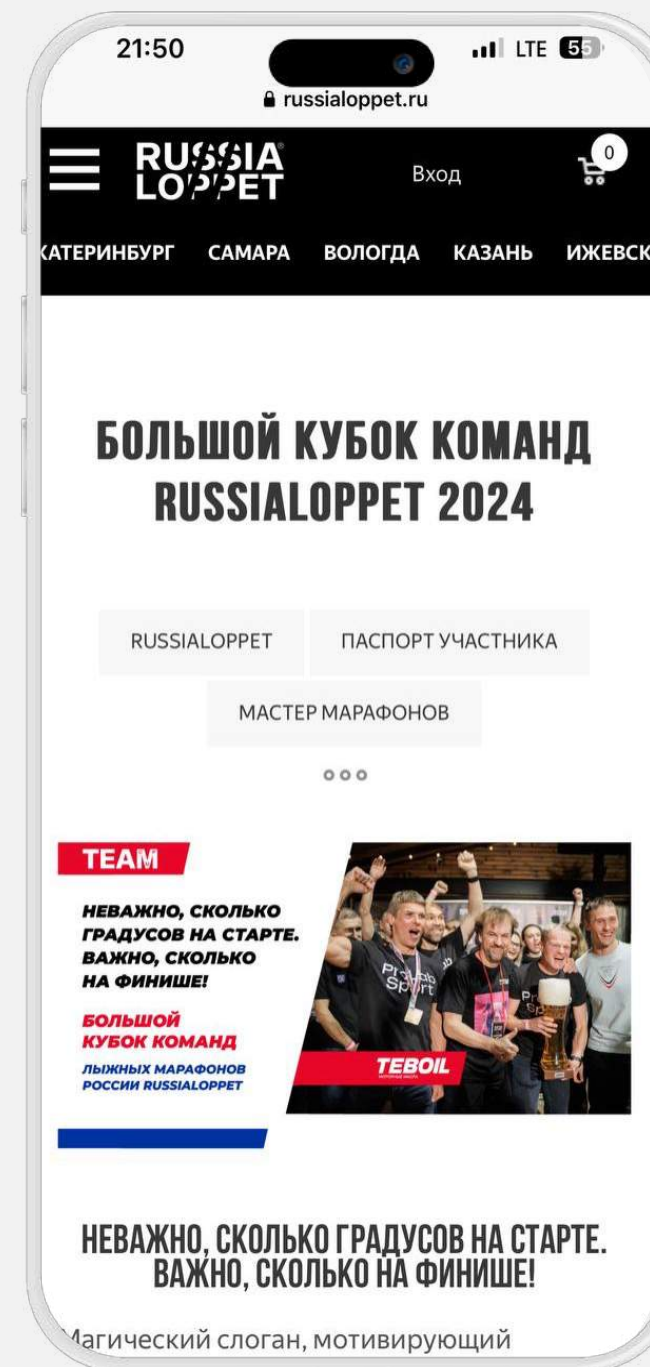 21:50
LTE 55
russialoppet.ru
RUSSIA
LOPPET
Вход
0
КАТЕРИНБУРГ САМАРА ВОЛОГДА КАЗАНЬ ИЖЕВСК
БОЛЬШОЙ КУБОК КОМАНД
RUSSIALOPPET 2024
RUSSIALOPPET ПАСПОРТ УЧАСТНИКА
МАСТЕР МАРАФОНОВ
TEAM
НЕВАЖНО, СКОЛЬКО
ГРАДУСОВ НА СТАРТЕ.
ВАЖНО, СКОЛЬКО
НА ФИНИШЕ!
БОЛЬШОЙ
КУБОК КОМАНД
ЛЫЖНЫХ МАРАФОНОВ
РОССИИ RUSSIALOPPET
TEBOIL
НЕВАЖНО, СКОЛЬКО ГРАДУСОВ НА СТАРТЕ.
ВАЖНО, СКОЛЬКО НА ФИНИШЕ!
Магический слоган, мотивирующий